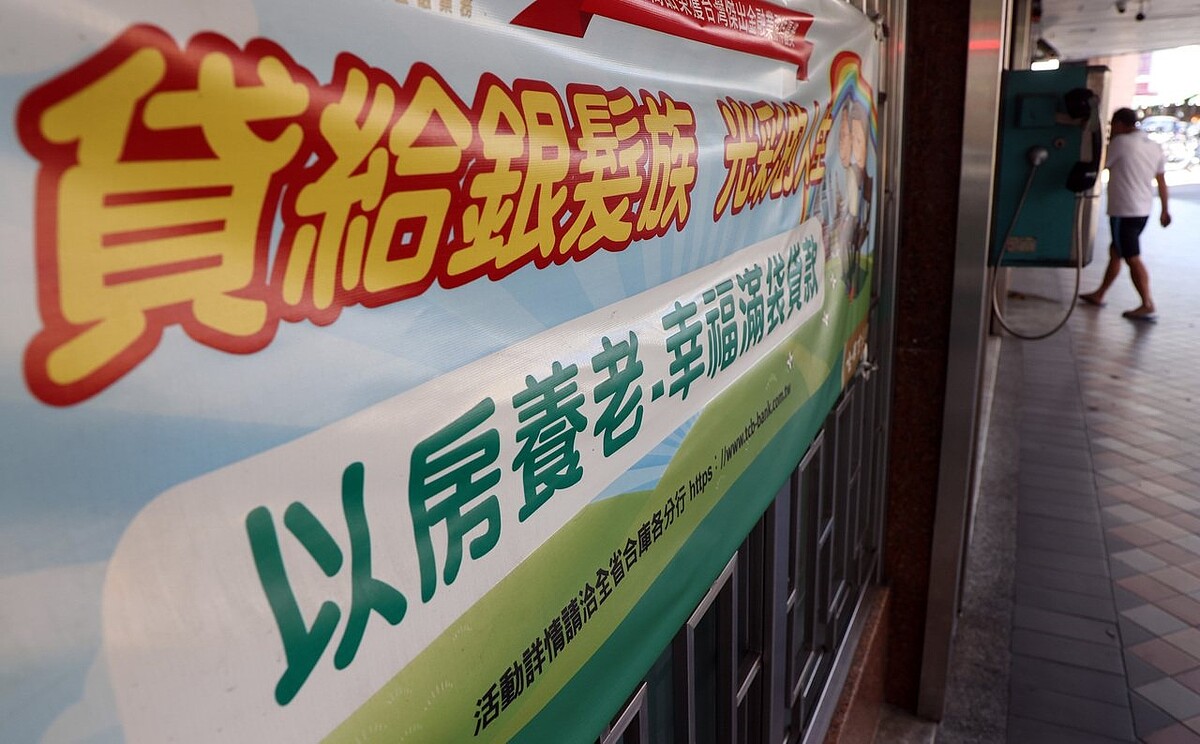 貸給銀髮族 光彩的人生
以房養老-幸福滿袋貸款
活動詳情請洽全省合庫各分行 https：//www.tcb-bank.com.tw